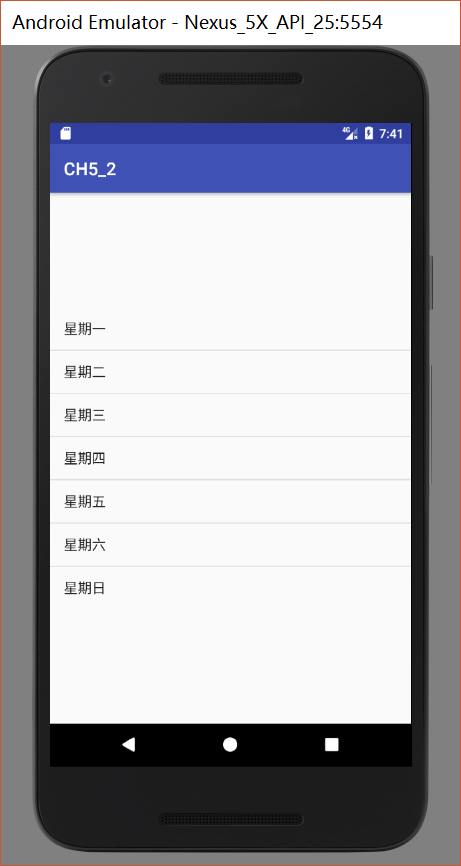 Android Emulator - Nexus_5X_API_25:5554
4G 7:41
CH5_2
星期一
星期二
星期三
星期四
星期五
星期六
星期日